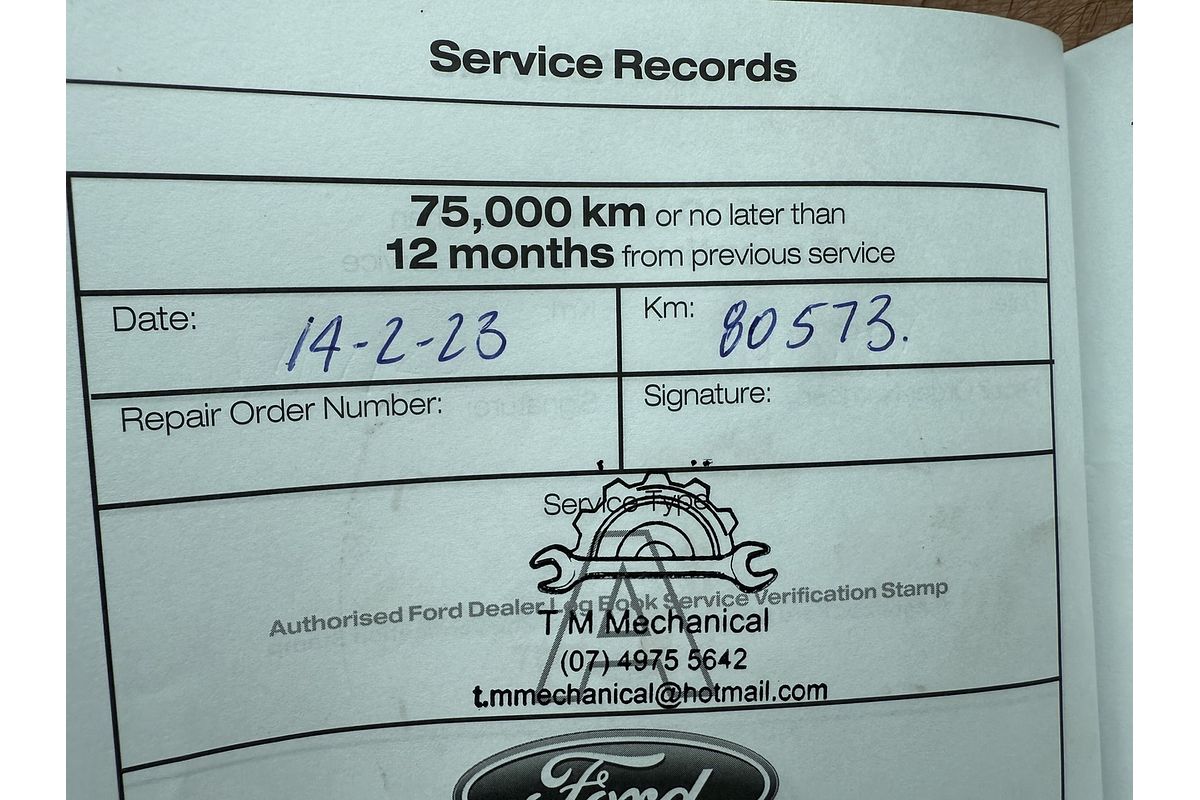 Service Records
75,000 km or no later than
12 months from previous service
Date: 14-2-23
Km: 80573.
Repair Order Number:
Signature:
Service Type
A
Authorised Ford Dealer Log Book Service Verification Stamp
T M Mechanical
(07) 4975 5642
t.mmechanical@hotmail.com
Ford